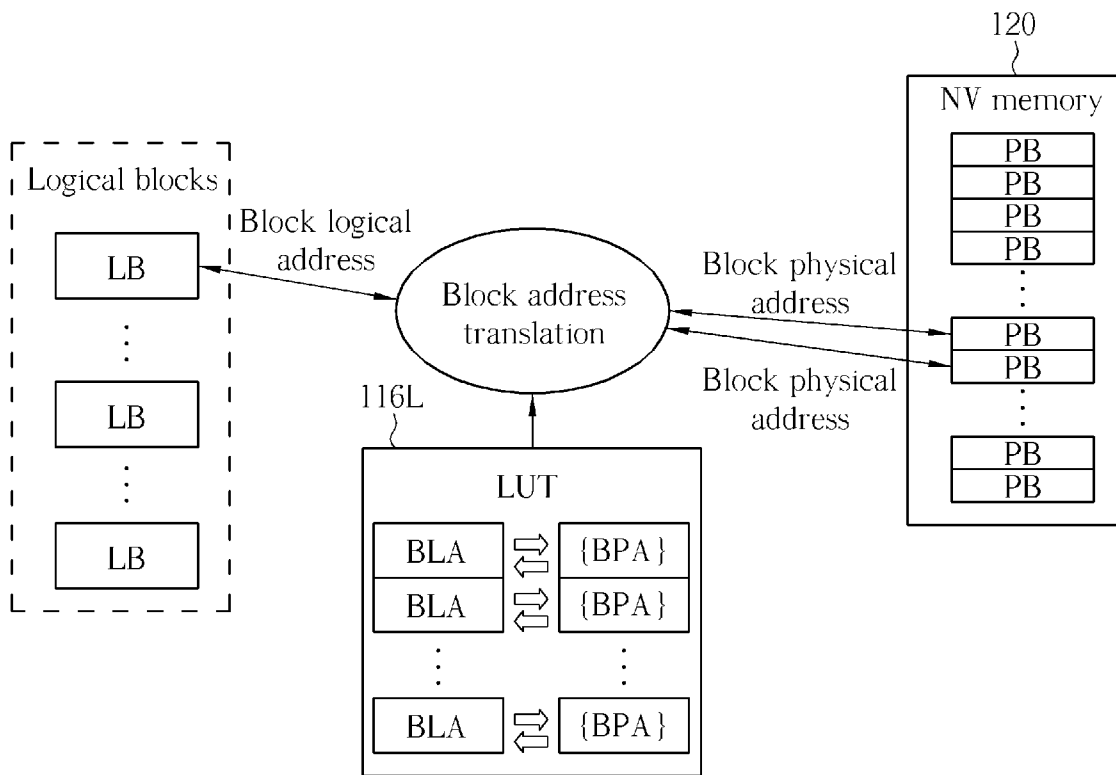 120
NV memory
PB
PB
PB
PB
PB
PB
PB
PB
Logical blocks
LB
LB
LB
Block logical
address
Block address
translation
Block physical
address
Block physical
address
116L
LUT
BLA {BPA}
BLA {BPA}
BLA {BPA}